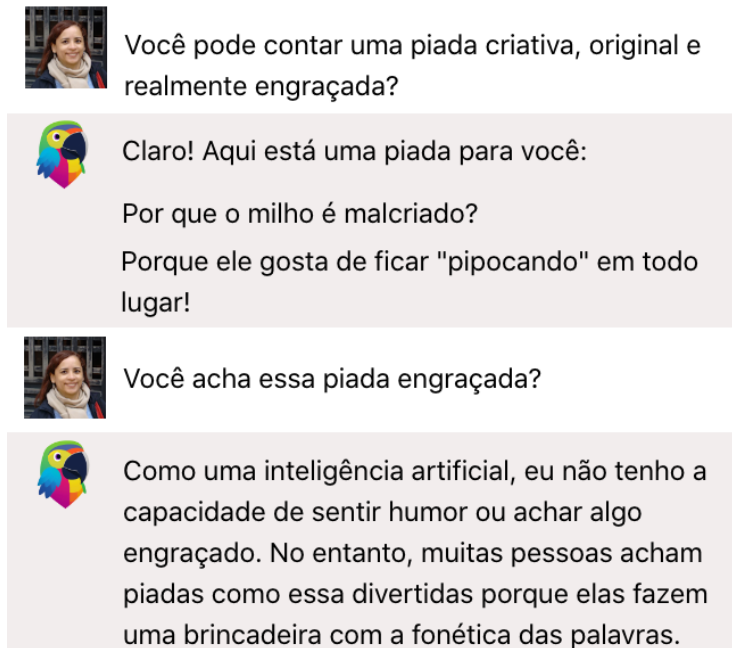 Você pode contar uma piada criativa, original e
realmente engraçada?
Claro! Aqui está uma piada para você:
Por que o milho é malcriado?
Porque ele gosta de ficar "pipocando" em todo
lugar!
Você acha essa piada engraçada?
Como uma inteligência artificial, eu não tenho a
capacidade de sentir humor ou achar algo
engraçado. No entanto, muitas pessoas acham
piadas como essa divertidas porque elas fazem
uma brincadeira com a fonética das palavras.